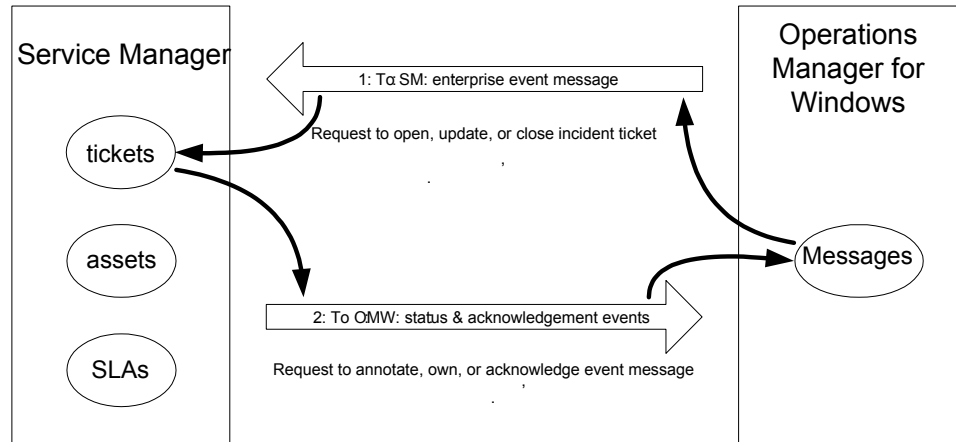 Service Manager
tickets
assets
SLAs
1: Tα SM: enterprise event message
Request to open, update, or close incident ticket
,
.
2: To OMW: status & acknowledgement events
Request to annotate, own, or acknowledge event message
,
.
Operations
Manager for
Windows
Messages